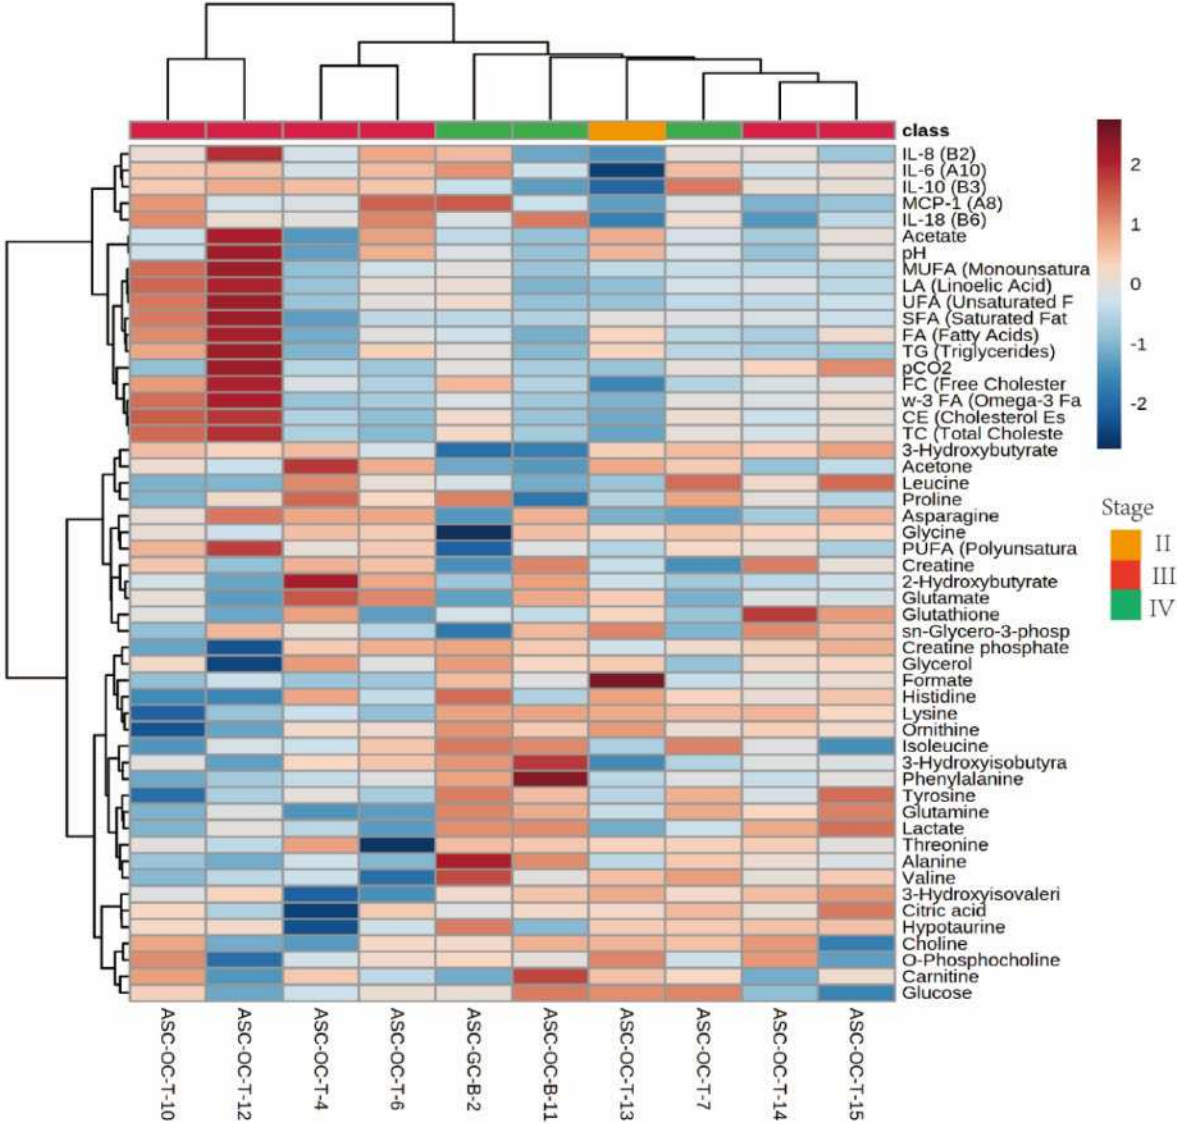 class
IL-8 (B2)
IL-6 (A10)
IL-10 (B3)
MCP-1 (A8)
IL-18 (B6)
Acetate
pH
MUFA (Monounsatura
LA (Linoelic Acid)
UFA (Unsaturated F
SFA (Saturated Fat
FA (Fatty Acids)
TG (Triglycerides)
pCO2
FC (Free Cholester
w-3 FA (Omega-3 Fa
CE (Cholesterol Es
TC (Total Choleste
3-Hydroxybutyrate
Acetone
Leucine
Proline
Asparagine
Glycine
PUFA (Polyunsatura
Creatine
2-Hydroxybutyrate
Glutamate
Glutathione
sn-Glycero-3-phosp
Creatine phosphate
Glycerol
Formate
Histidine
Lysine
Ornithine
Isoleucine
3-Hydroxyisobutyra
Phenylalanine
Tyrosine
Glutamine
Lactate
Threonine
Alanine
Valine
3-Hydroxyisovaleri
Citric acid
Hypotaurine
Choline
O-Phosphocholine
Carnitine
Glucose
2
1
0
-1
-2
Stage
II
III
IV
ASC-OC-T-10
ASC-OC-T-12
ASC-OC-T-4
ASC-OC-T-6
ASC-GC-B-2
ASC-OC-B-11
ASC-OC-T-13
ASC-OC-T-7
ASC-OC-T-14
ASC-OC-T-15